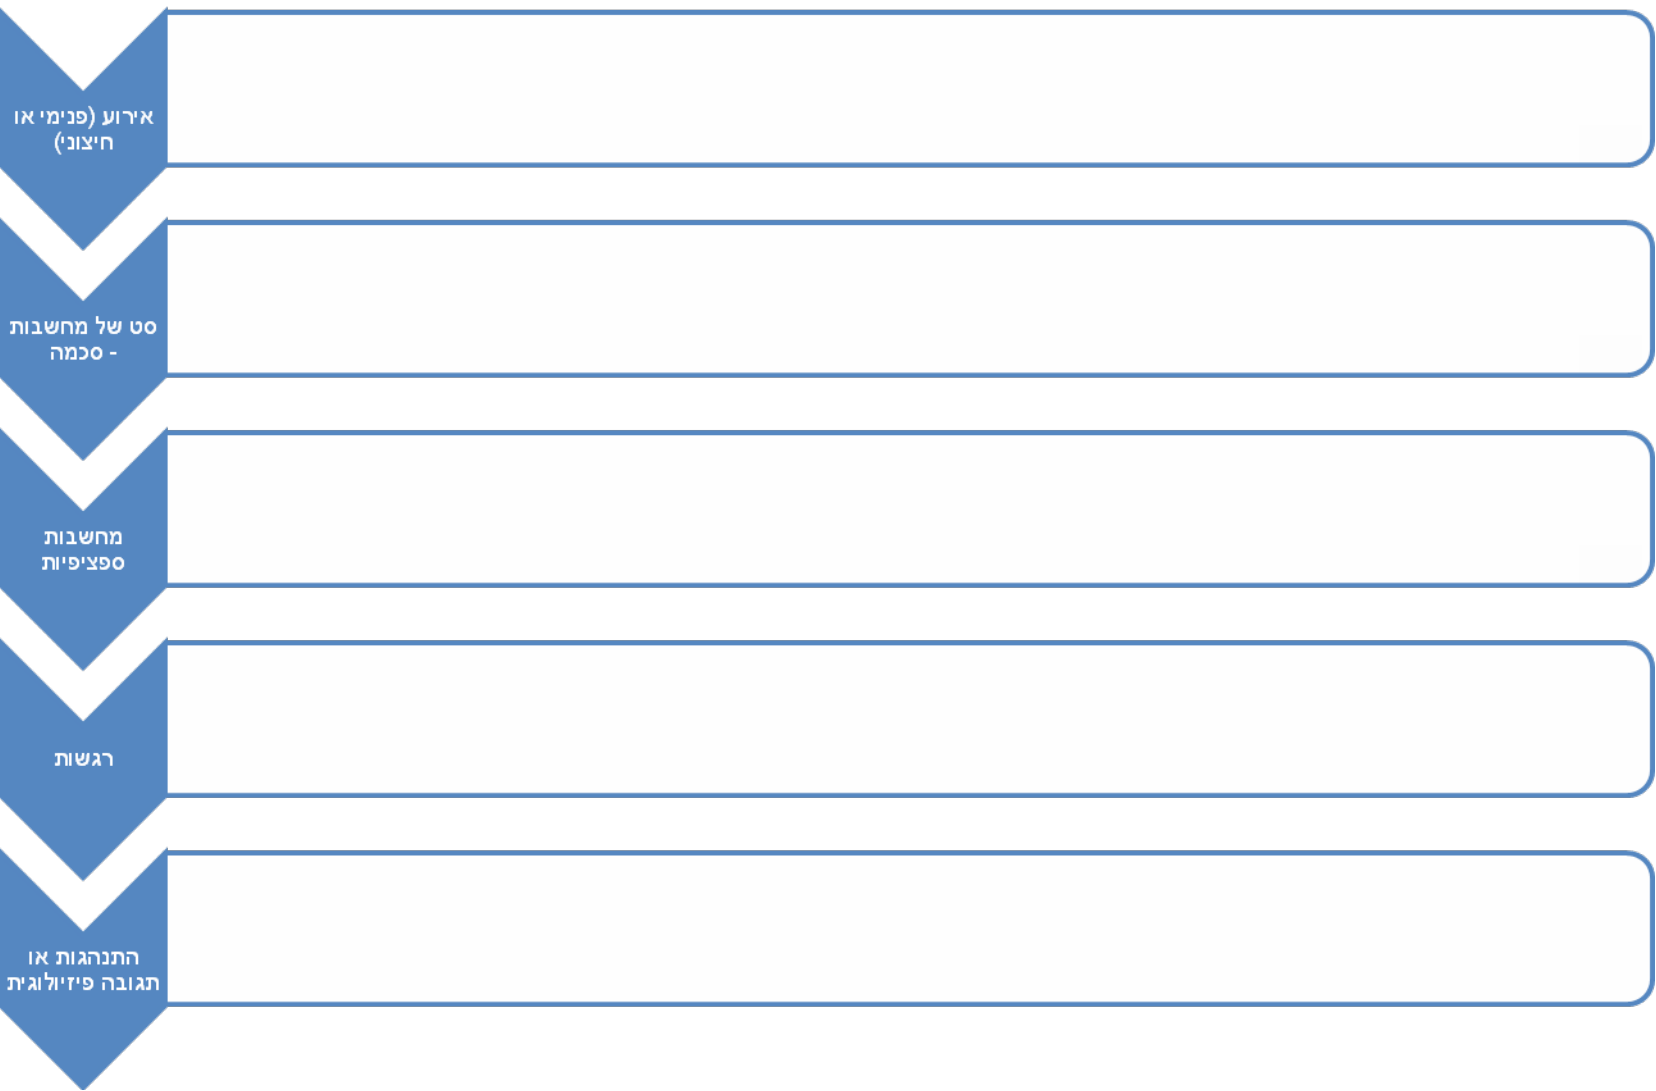 אירוע (פנימי או
חיצוני)
סט של מחשבות
- סכמה
מחשבות
ספציפיות
רגשות
התנהגות או
תגובה פיזיולוגית